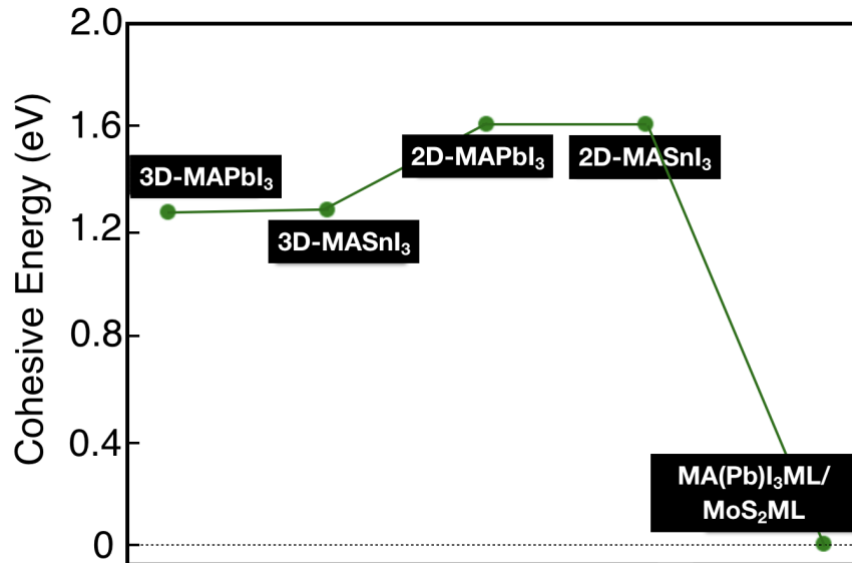 2.0
1.6
1.2
0.8
0.4
0
Cohesive Energy (eV)
3D-MAPbI₃
3D-MASnI₃
2D-MAPbI₃
2D-MASnI₃
MA(Pb)I₃ML/
MoS₂ML